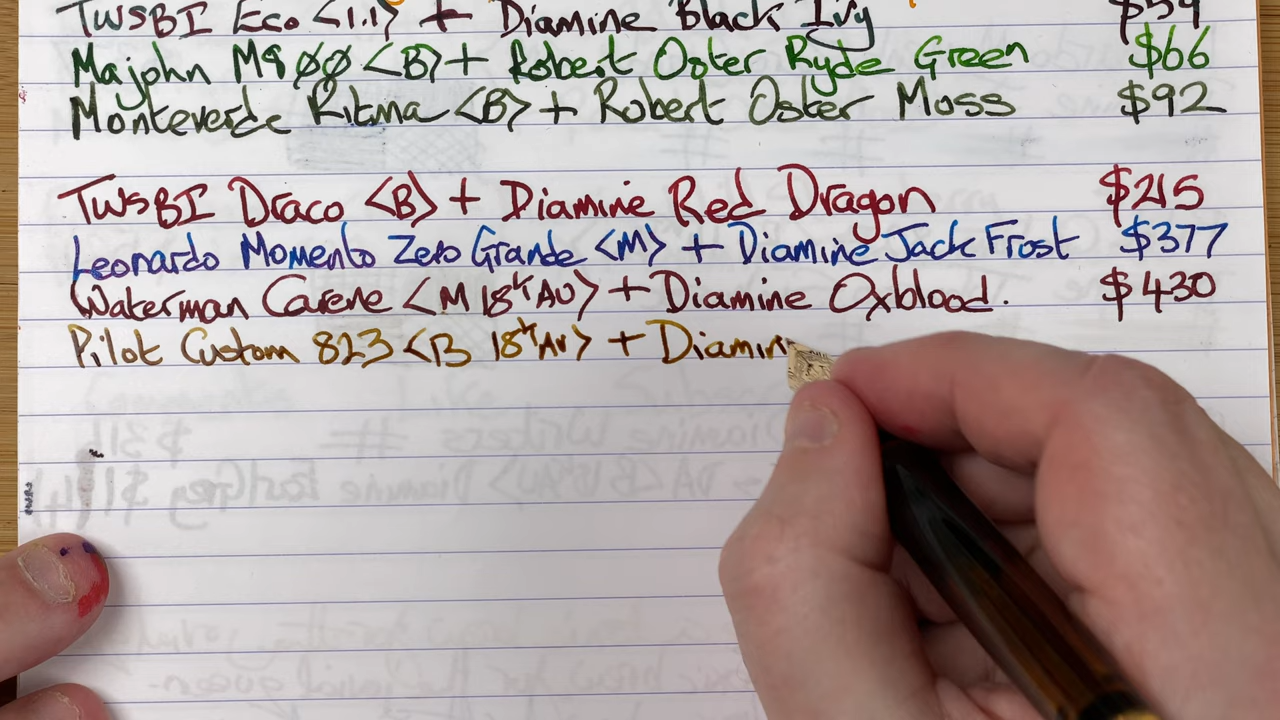 TWSBI Eco <1.1> + Diamine Black Ivy $59
Majohn M800 <B> + Robert Oster Ryde Green $66
Monteverde Ritma <B> + Robert Oster Moss $92
TWSBI Draco <B> + Diamine Red Dragon $215
Leonardo Momento Zero Grande <M> + Diamine Jack Frost $377
Waterman Carene <M 18k AU> + Diamine Oxblood. $430
Pilot Custom 823 <B 18k AU> + Diamin